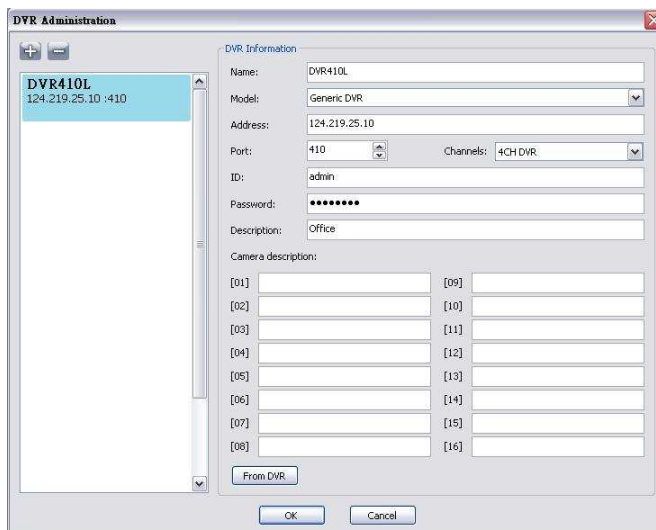 DVR Administration
DVR410L
124.219.25.10 :410
DVR Information
Name: DVR410L
Model: Generic DVR
Address: 124.219.25.10
Port: 410 Channels: 4CH DVR
ID: admin
Password: ●●●●●●●●
Description: Office
Camera description:
[01] [09]
[02] [10]
[03] [11]
[04] [12]
[05] [13]
[06] [14]
[07] [15]
[08] [16]
From DVR
OK Cancel